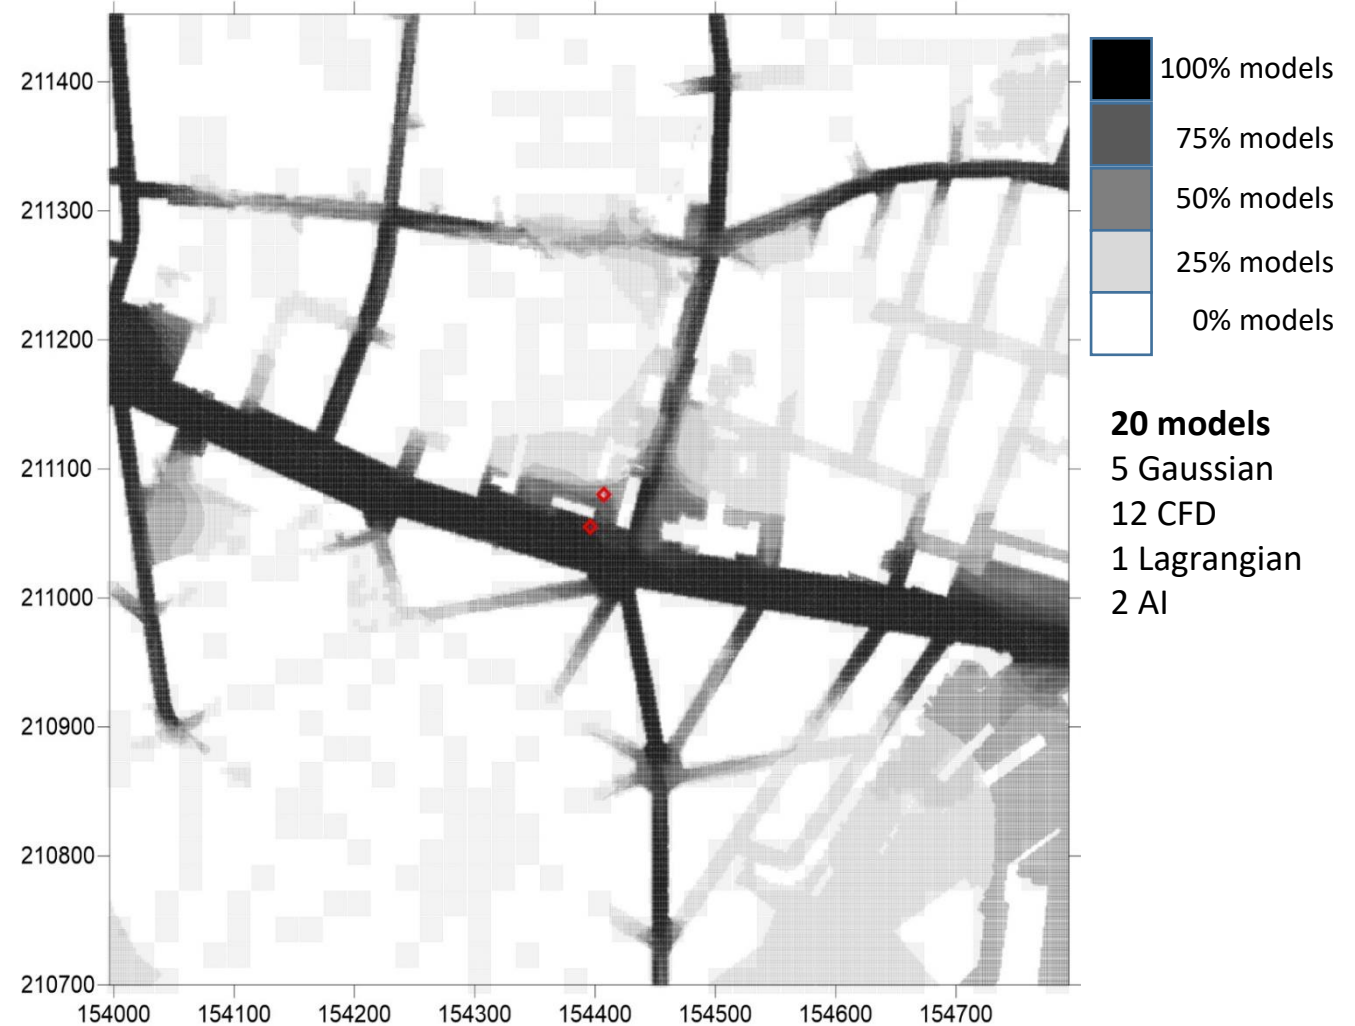 211400
211300
211200
211100
211000
210900
210800
210700
154000 154100 154200 154300 154400 154500 154600 154700
100% models
75% models
50% models
25% models
0% models
20 models
5 Gaussian
12 CFD
1 Lagrangian
2 AI